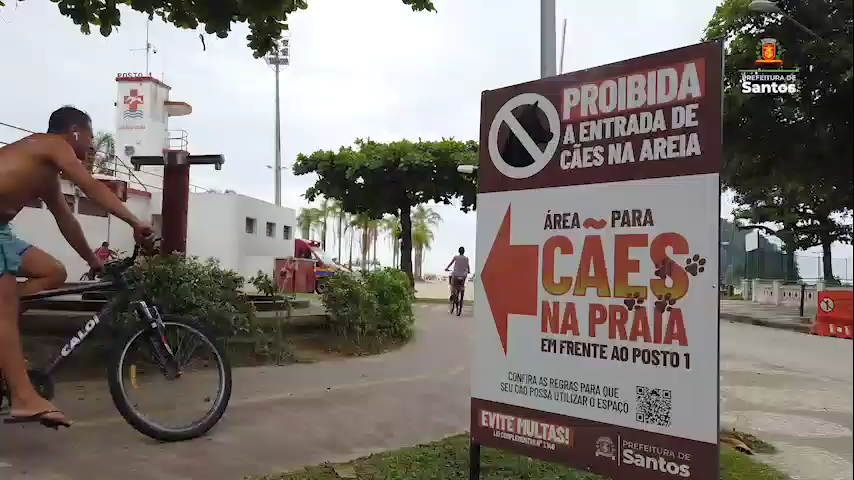 PREFEITURA DE
Santos
POSTO 1
PROIBIDA
A ENTRADA DE
CÃES NA AREIA
ÁREA PARA
CÃES
NA PRAIA
EM FRENTE AO POSTO 1
CONFIRA AS REGRAS PARA QUE
SEU CÃO POSSA UTILIZAR O ESPAÇO
EVITE MULTAS!
PREFEITURA DE
Santos
CALOI